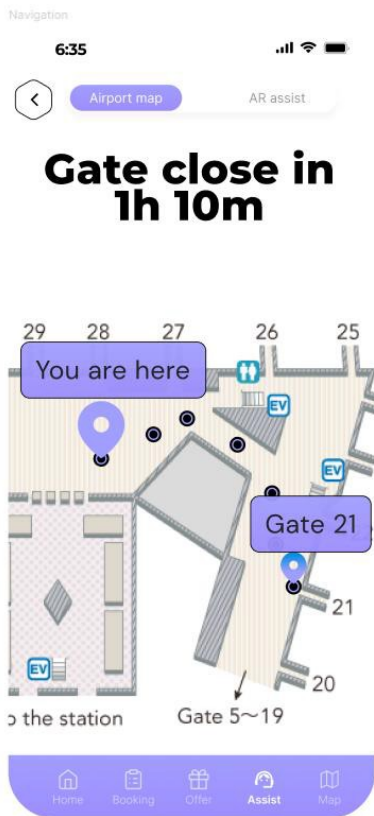 Navigation
6:35
Airport map
AR assist
Gate close in
1h 10m
29 28 27 26 25
You are here
EV
EV
Gate 21
21
20
EV
o the station
Gate 5~19
Home
Booking
Offer
Assist
Map